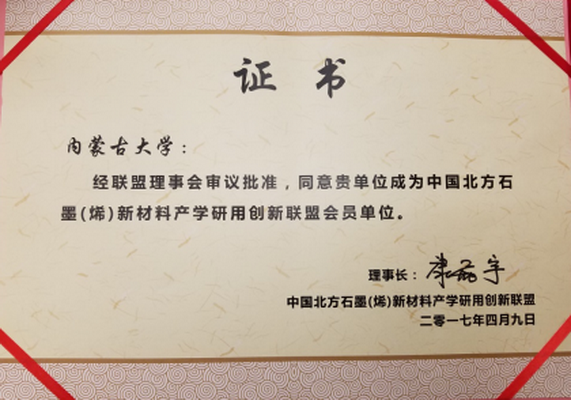 证书
内蒙古大学：
经联盟理事会审议批准，同意贵单位成为中国北方石
墨(烯)新材料产学研用创新联盟会员单位。
理事长：
中国北方石墨(烯)新材料产学研用创新联盟
二零一七年四月九日